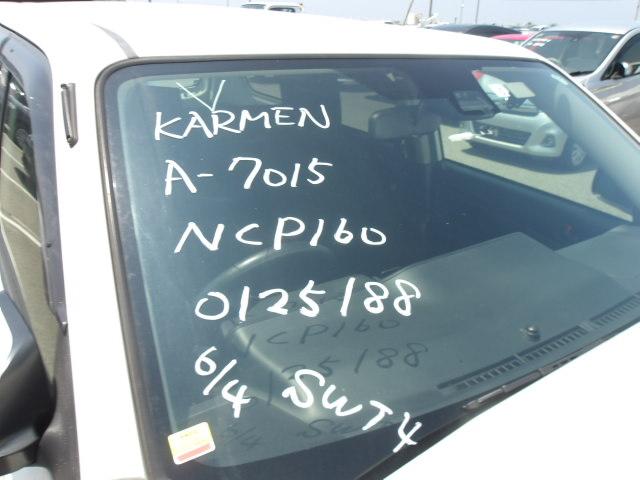 KARMEN
A-7015
NCP160
0125188
6/4 SWT4